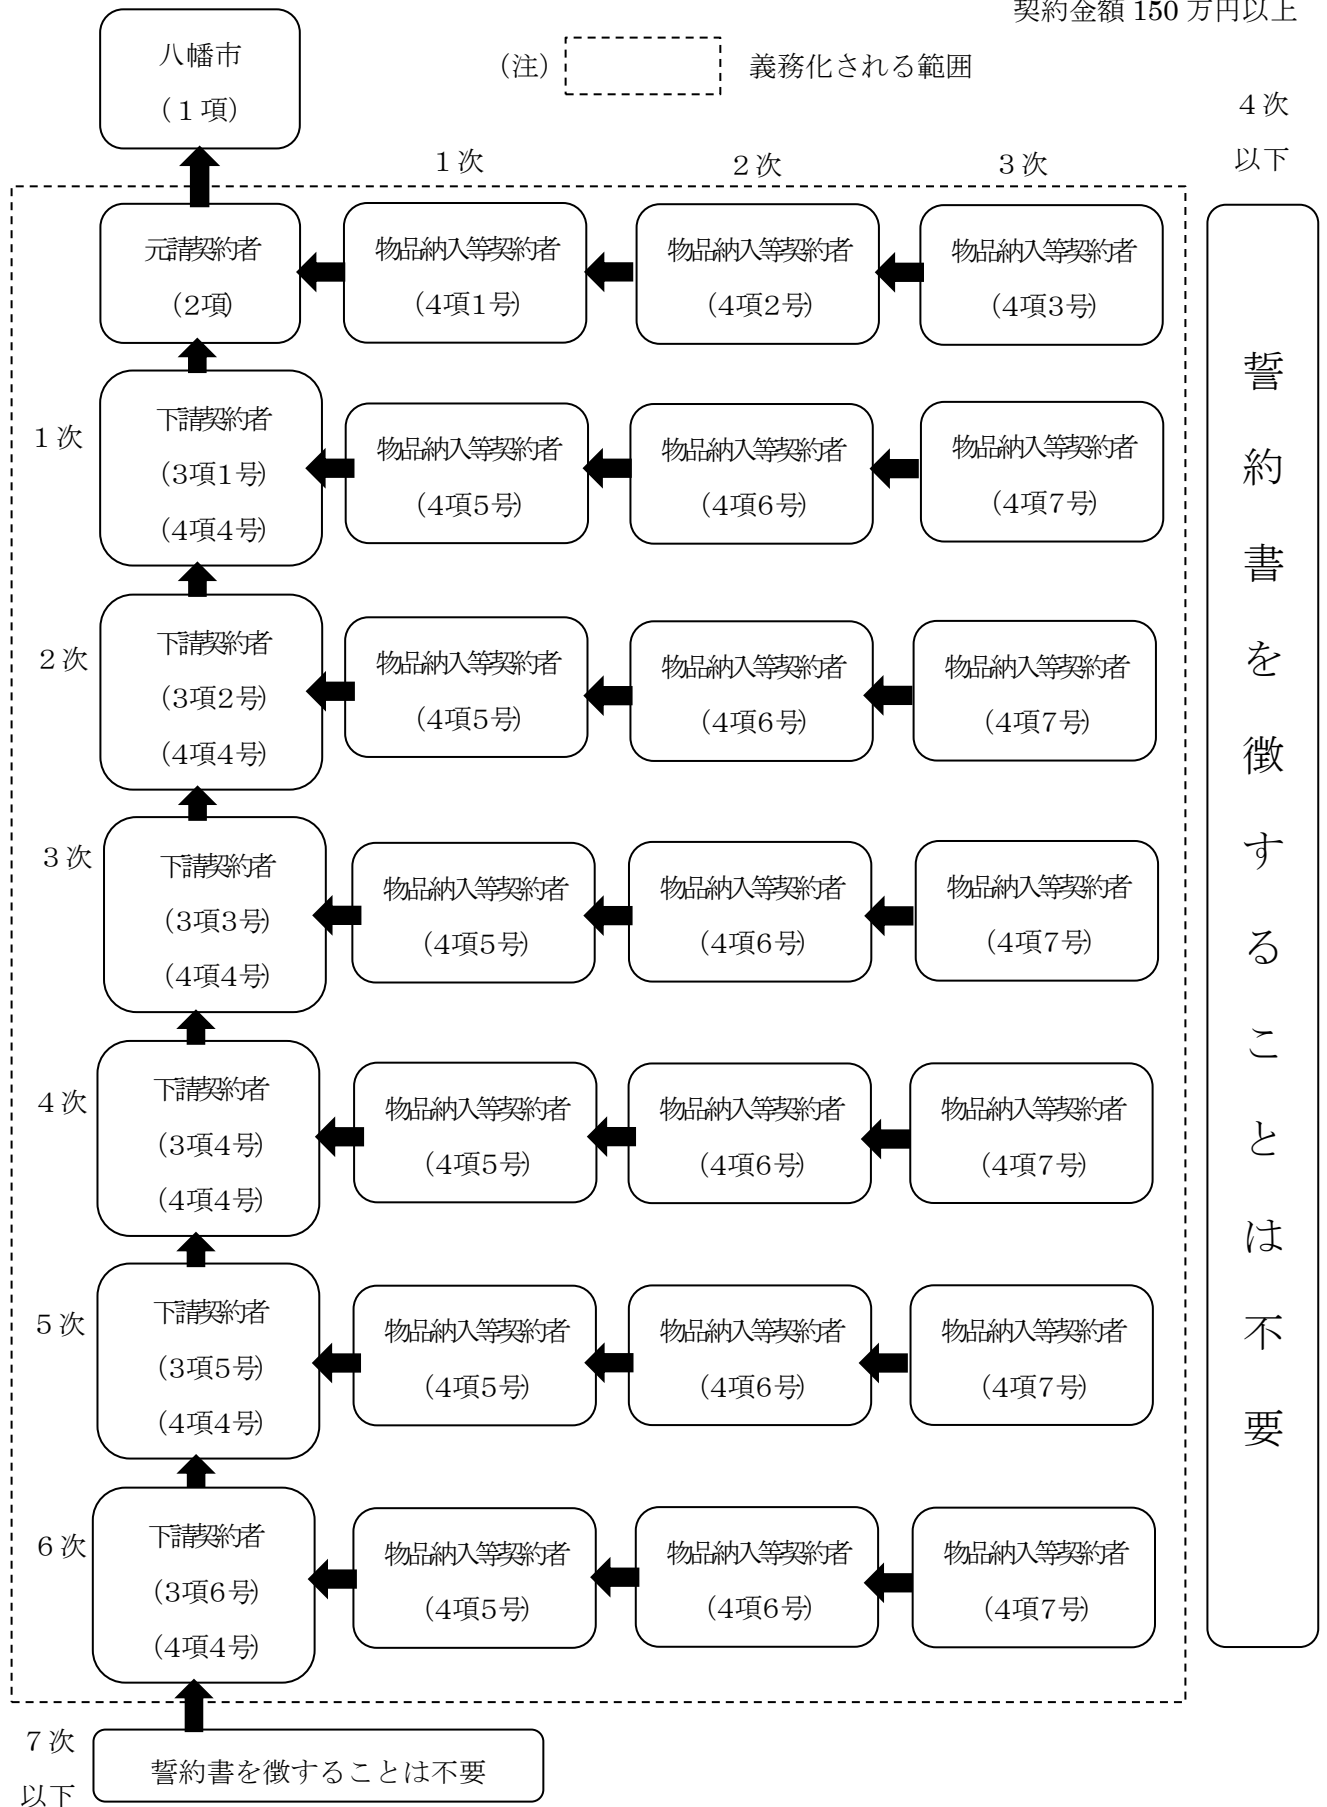 契約金額 150 万円以上
八幡市
（１項）
（注）
義務化される範囲
４次
以下
１次
２次
３次
元請契約者
（２項）
物品納入等契約者
（４項１号）
物品納入等契約者
（４項２号）
物品納入等契約者
（４項３号）
１次
下請契約者
（３項１号）
（４項４号）
物品納入等契約者
（４項５号）
物品納入等契約者
（４項６号）
物品納入等契約者
（４項７号）
２次
下請契約者
（３項２号）
（４項４号）
物品納入等契約者
（４項５号）
物品納入等契約者
（４項６号）
物品納入等契約者
（４項７号）
３次
下請契約者
（３項３号）
（４項４号）
物品納入等契約者
（４項５号）
物品納入等契約者
（４項６号）
物品納入等契約者
（４項７号）
４次
下請契約者
（３項４号）
（４項４号）
物品納入等契約者
（４項５号）
物品納入等契約者
（４項６号）
物品納入等契約者
（４項７号）
５次
下請契約者
（３項５号）
（４項４号）
物品納入等契約者
（４項５号）
物品納入等契約者
（４項６号）
物品納入等契約者
（４項７号）
６次
下請契約者
（３項６号）
（４項４号）
物品納入等契約者
（４項５号）
物品納入等契約者
（４項６号）
物品納入等契約者
（４項７号）
誓約書を徴することは不要
７次
以下
誓約書を徴することは不要